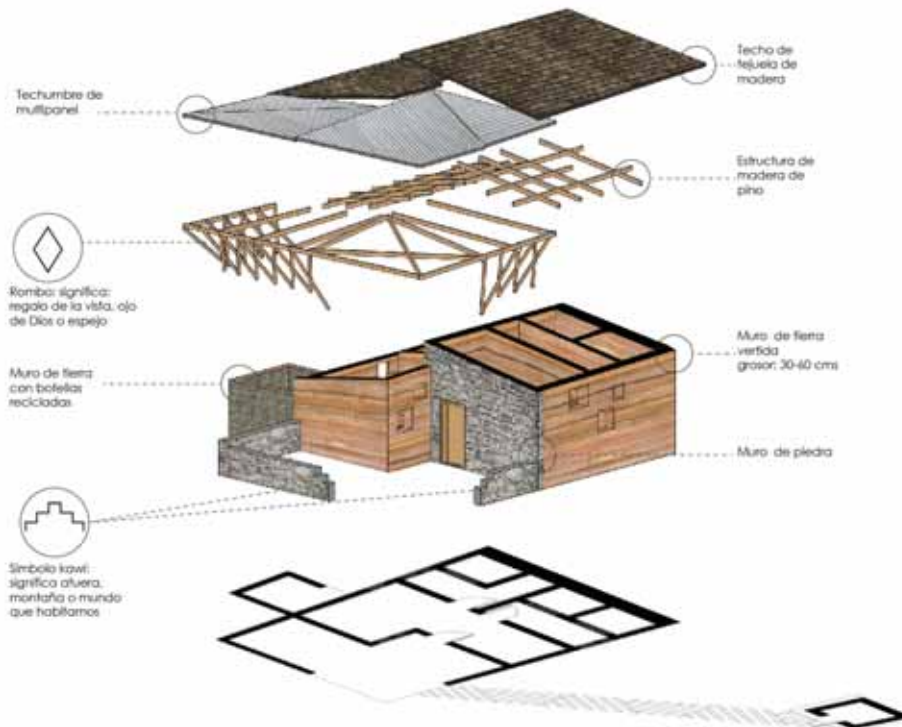 Techumbre de
multipanel
Techo de
tejuela de
madera
Estructura de
madera de
pino
Rombo: significa:
regalo de la vista, ojo
de Dios o espejo
Muro de tierra
con botellas
recicladas
Muro de tierra
vertida
grosor: 30-60 cms
Muro de piedra
Símbolo kawi:
significa afuera,
montaña o mundo
que habitamos